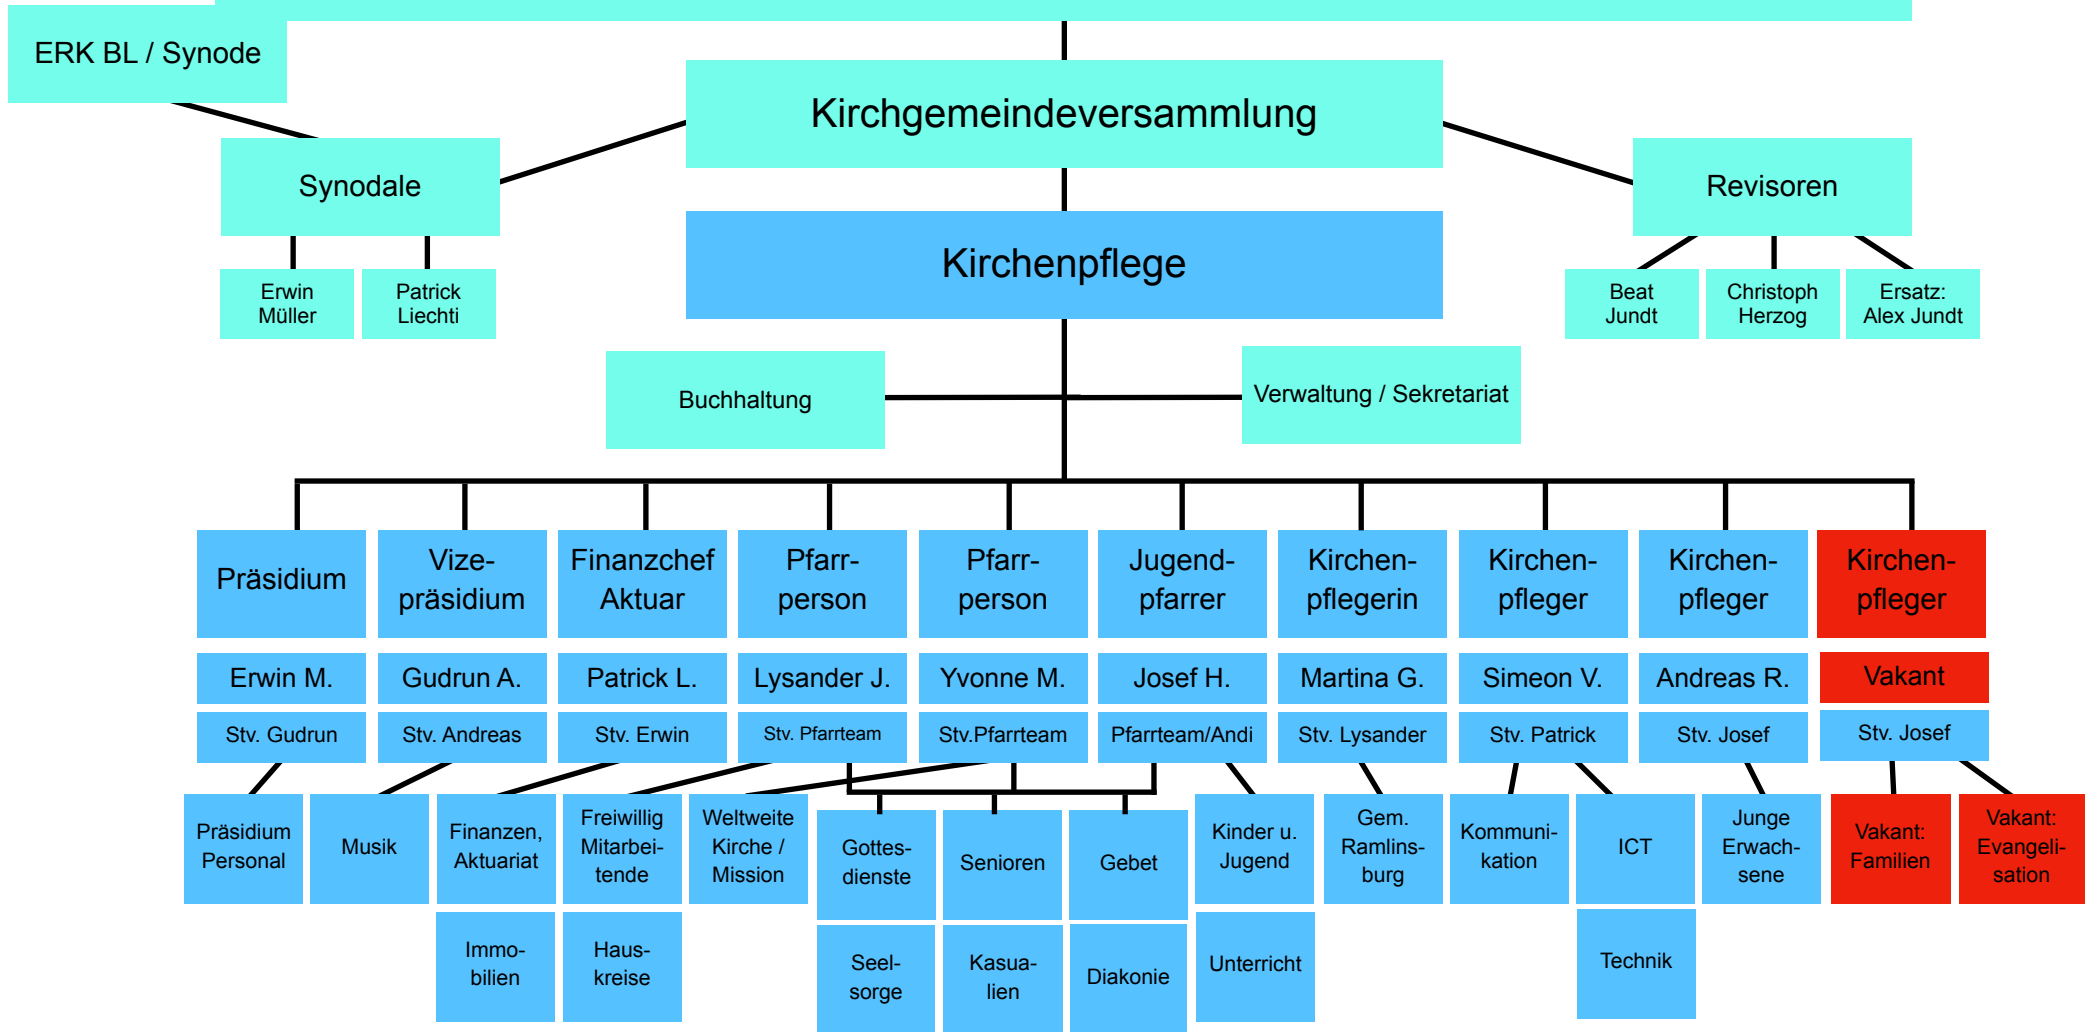 ERK BL / Synode
Kirchgemeindeversammlung
Synodale
Revisoren
Kirchenpflege
Erwin
Müller
Patrick
Liechti
Beat
Jundt
Christoph
Herzog
Ersatz:
Alex Jundt
Buchhaltung
Verwaltung / Sekretariat
Präsidium
Vize-
präsidium
Finanzchef
Aktuar
Pfarr-
person
Pfarr-
person
Jugend-
pfarrer
Kirchen-
pflegerin
Kirchen-
pfleger
Kirchen-
pfleger
Kirchen-
pfleger
Erwin M.
Gudrun A.
Patrick L.
Lysander J.
Yvonne M.
Josef H.
Martina G.
Simeon V.
Andreas R.
Vakant
Stv. Gudrun
Stv. Andreas
Stv. Erwin
Stv. Pfarrteam
Stv.Pfarrteam
Pfarrteam/Andi
Stv. Lysander
Stv. Patrick
Stv. Josef
Stv. Josef
Präsidium
Personal
Musik
Finanzen,
Aktuariat
Freiwillig
Mitarbei-
tende
Weltweite
Kirche /
Mission
Gottes-
dienste
Senioren
Gebet
Kinder u.
Jugend
Gem.
Ramlins-
burg
Kommuni-
kation
ICT
Junge
Erwach-
sene
Vakant:
Familien
Vakant:
Evangeli-
sation
Immo-
bilien
Haus-
kreise
Seel-
sorge
Kasua-
lien
Diakonie
Unterricht
Technik